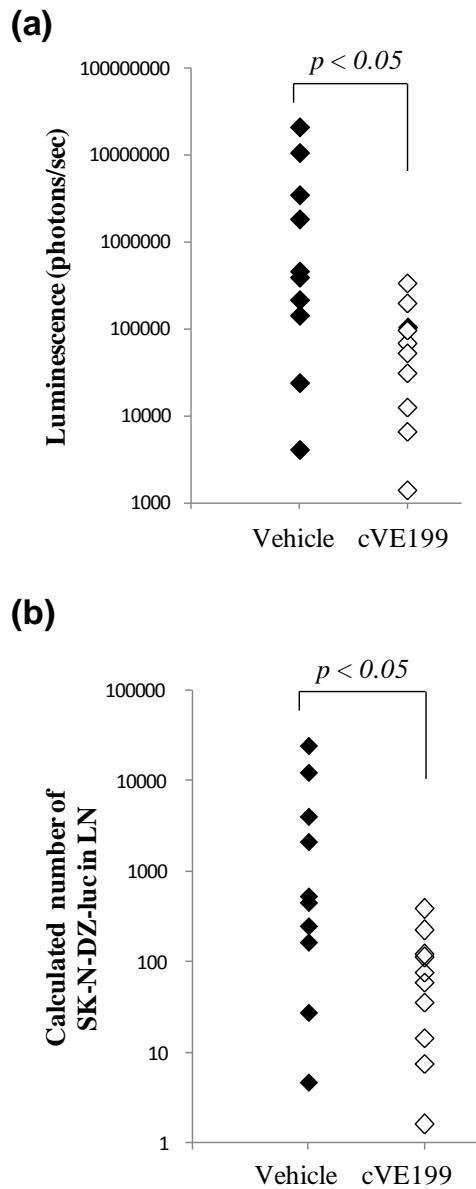 (a)
p < 0.05
Luminescence (photons/sec)
100000000
10000000
1000000
100000
10000
1000
Vehicle cVE199
(b)
p < 0.05
Calculated number of
SK-N-DZ-luc in LN
100000
10000
1000
100
10
1
Vehicle cVE199